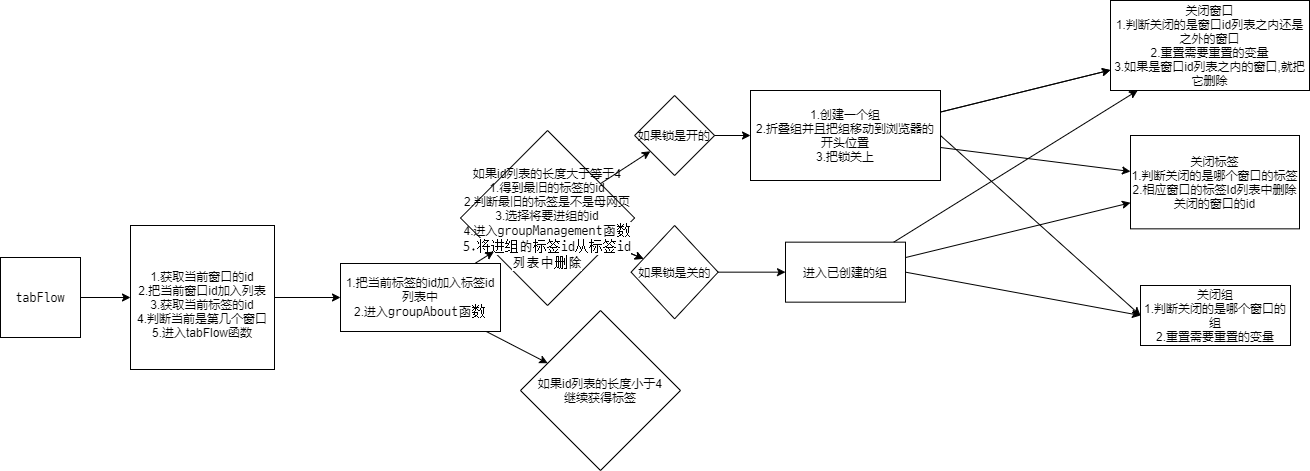 tabFlow
1.获取当前窗口的id
2.把当前窗口id加入列表
3.获取当前标签的id
4.判断当前是第几个窗口
5.进入tabFlow函数
1.把当前标签的id加入标签id
列表中
2.进入groupAbout函数
如果id列表的长度大于等于4
1.得到最旧的标签的id
2.判断最旧的标签是不是母网页
3.选择将要进组的id
4.进入groupManagement函数
5.将进组的标签id从标签id
列表中删除
如果id列表的长度小于4
继续获得标签
如果锁是开的
如果锁是关的
1.创建一个组
2.折叠组并且把组移动到浏览器的
开头位置
3.把锁关上
进入已创建的组
关闭窗口
1.判断关闭的是窗口id列表之内还是
之外的窗口
2.重置需要重置的变量
3.如果是窗口id列表之内的窗口,就把
它删除
关闭标签
1.判断关闭的是哪个窗口的标签
2.相应窗口的标签Id列表中删除
关闭的窗口的id
关闭组
1.判断关闭的是哪个窗口的
组
2.重置需要重置的变量